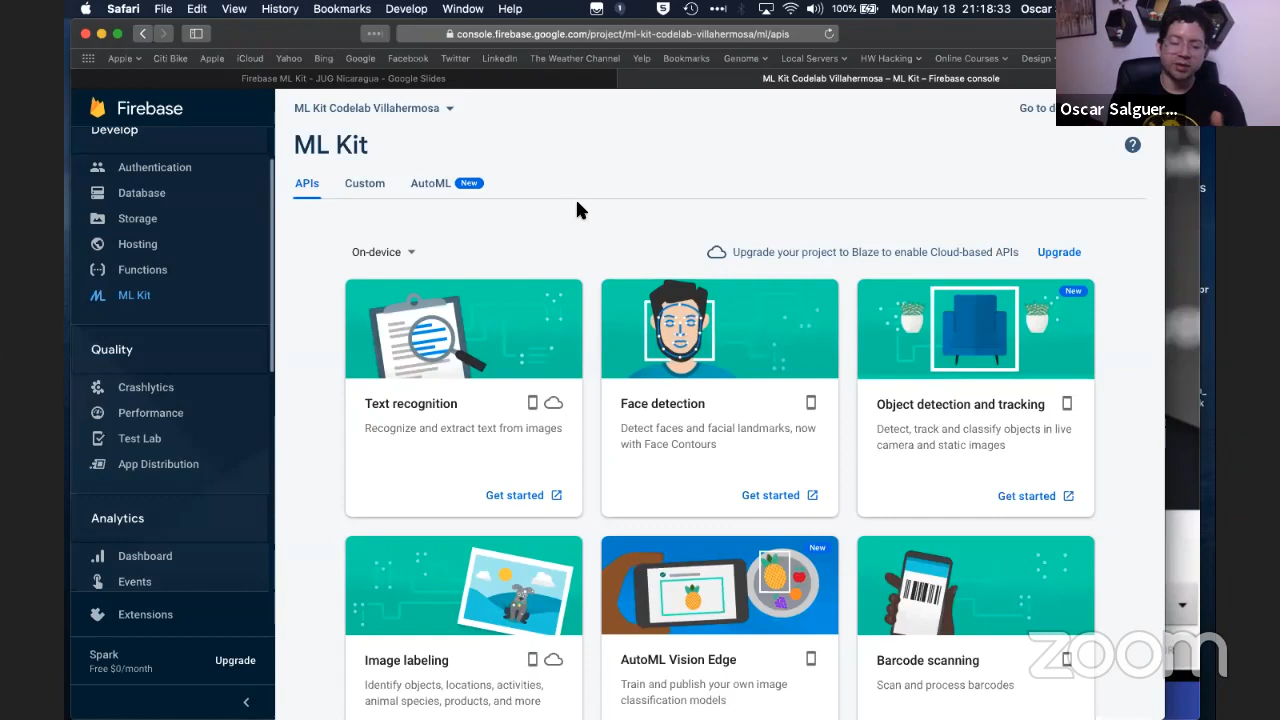 Safari File Edit View History Bookmarks Develop Window Help 1 5 100% Mon May 18 21:18:33 Oscar
console.firebase.google.com/project/ml-kit-codelab-villahermosa/ml/apis
Apple Citi Bike Apple iCloud Yahoo Bing Google Facebook Twitter LinkedIn The Weather Channel Yelp Bookmarks Genome Local Servers HW Hacking Online Courses Design
Firebase ML Kit - JUG Nicaragua - Google Slides
ML Kit Codelab Villahermosa – ML Kit – Firebase console
Oscar Salguer...
Firebase
Develop
Authentication
Database
Storage
Hosting
Functions
ML Kit
Quality
Crashlytics
Performance
Test Lab
App Distribution
Analytics
Dashboard
Events
Extensions
Spark
Free $0/month
Upgrade
ML Kit Codelab Villahermosa
Go to d
ML Kit
?
APIs Custom AutoML New
On-device
Upgrade your project to Blaze to enable Cloud-based APIs Upgrade
Text recognition
Recognize and extract text from images
Get started
Face detection
Detect faces and facial landmarks, now
with Face Contours
Get started
New
Object detection and tracking
Detect, track and classify objects in live
camera and static images
Get started
Image labeling
Identify objects, locations, activities,
animal species, products, and more
New
AutoML Vision Edge
Train and publish your own image
classification models
Barcode scanning
Scan and process barcodes
zoom